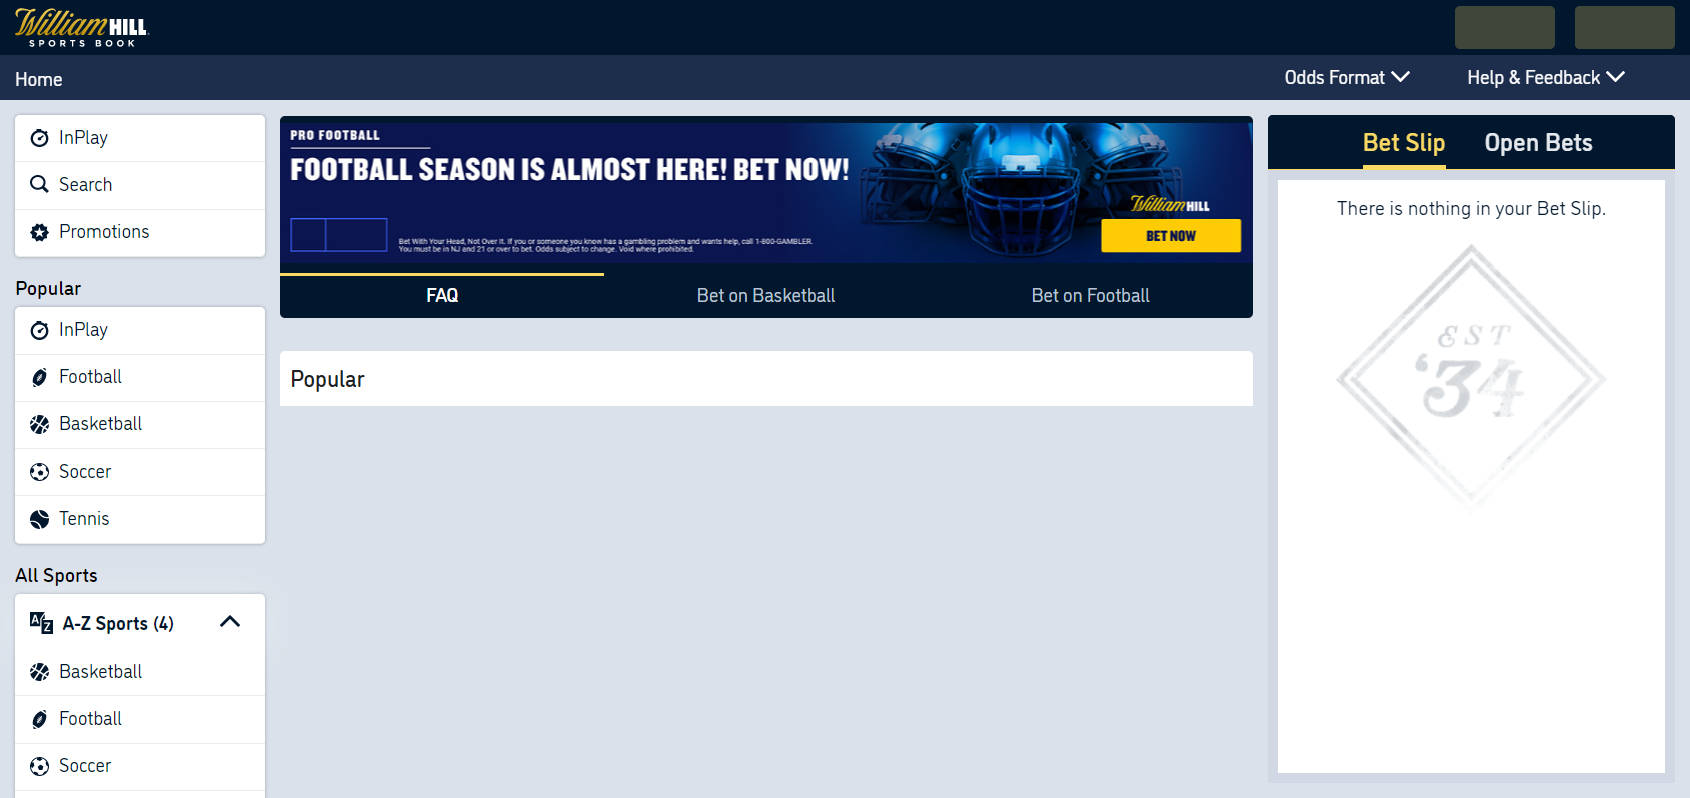 William HILL
SPORTS BOOK
Home
Odds Format
Help & Feedback
InPlay
Search
Promotions
Popular
InPlay
Football
Basketball
Soccer
Tennis
All Sports
A-Z Sports (4)
Basketball
Football
Soccer
PRO FOOTBALL
FOOTBALL SEASON IS ALMOST HERE! BET NOW!
William HILL
BET NOW
Bet With Your Head, Not Over It. If you or someone you know has a gambling problem and wants help, call 1-800-GAMBLER.
You must be in NJ and 21 or over to bet. Odds subject to change. Void where prohibited.
FAQ
Bet on Basketball
Bet on Football
Popular
Bet Slip
Open Bets
There is nothing in your Bet Slip.
EST
‘34